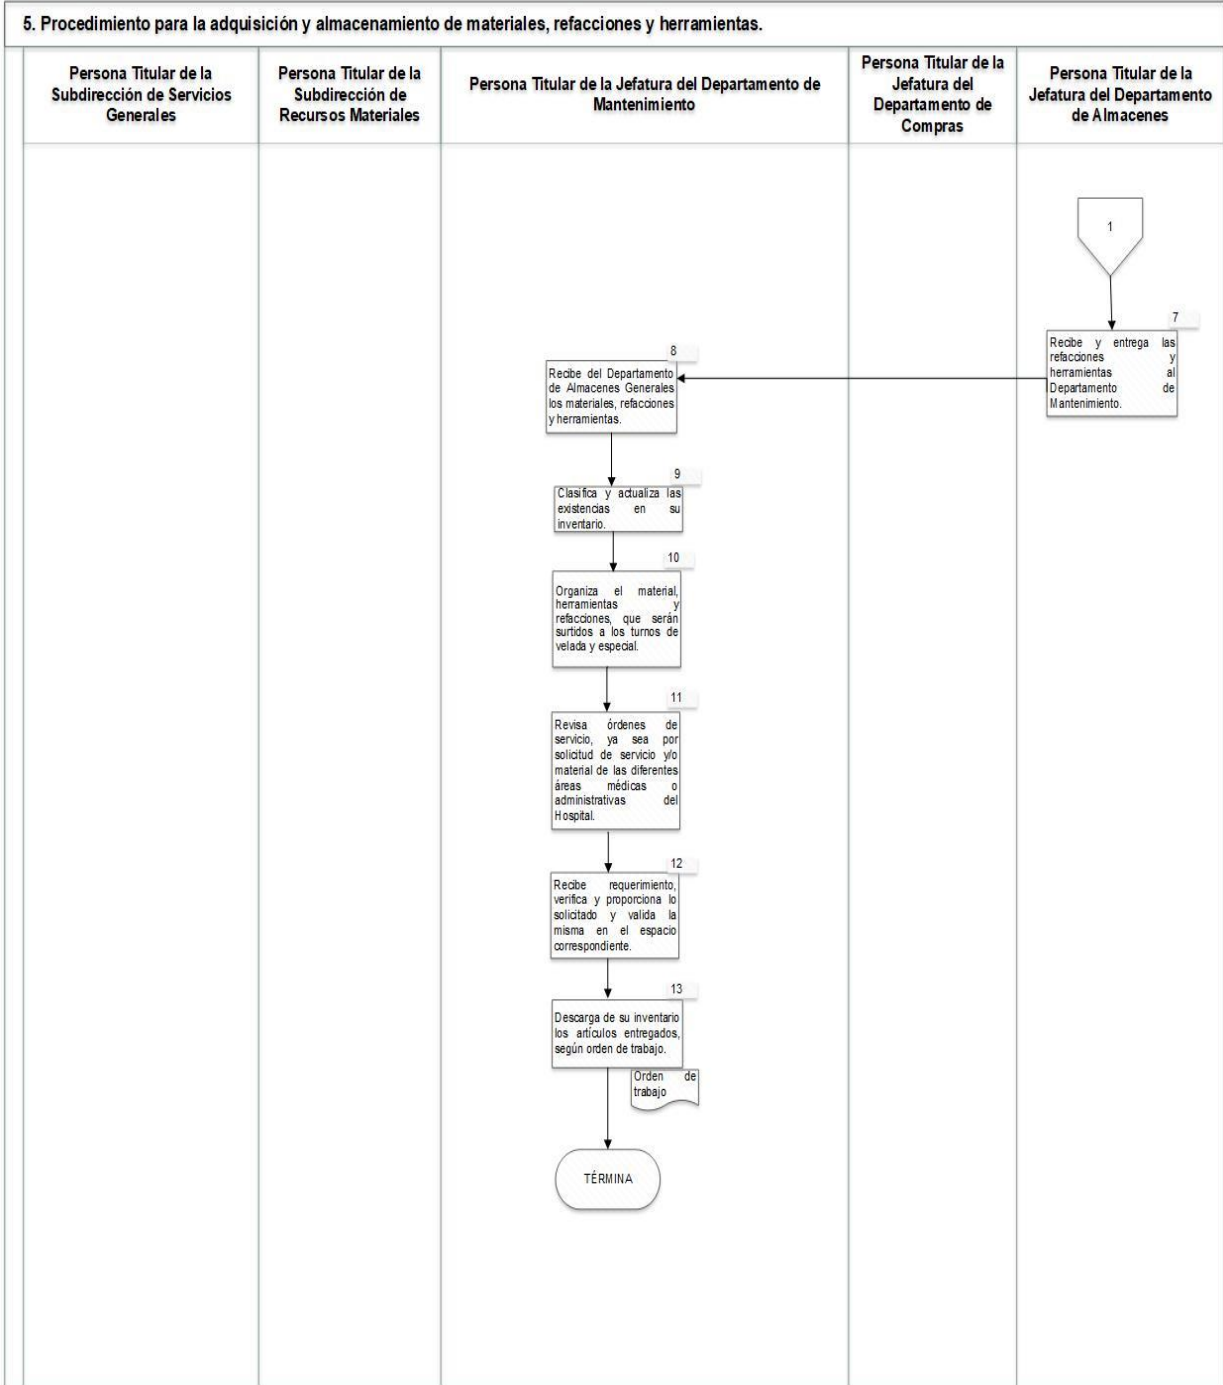 5. Procedimiento para la adquisición y almacenamiento de materiales, refacciones y herramientas.
Persona Titular de la
Subdirección de Servicios
Generales
Persona Titular de la
Subdirección de
Recursos Materiales
Persona Titular de la Jefatura del Departamento de
Mantenimiento
Persona Titular de la
Jefatura del
Departamento de
Compras
Persona Titular de la
Jefatura del Departamento
de Almacenes
1
7
Recibe y entrega las
refacciones y
herramientas al
Departamento de
Mantenimiento.
8
Recibe del Departamento
de Almacenes Generales
los materiales, refacciones
y herramientas.
9
Clasifica y actualiza las
existencias en su
inventario.
10
Organiza el material,
herramientas y
refacciones, que serán
surtidos a los turnos de
velada y especial.
11
Revisa órdenes de
servicio, ya sea por
solicitud de servicio y/o
material de las diferentes
áreas médicas o
administrativas del
Hospital.
12
Recibe requerimiento,
verifica y proporciona lo
solicitado y valida la
misma en el espacio
correspondiente.
13
Descarga de su inventario
los artículos entregados,
según orden de trabajo.
Orden de
trabajo
TÉRMINA